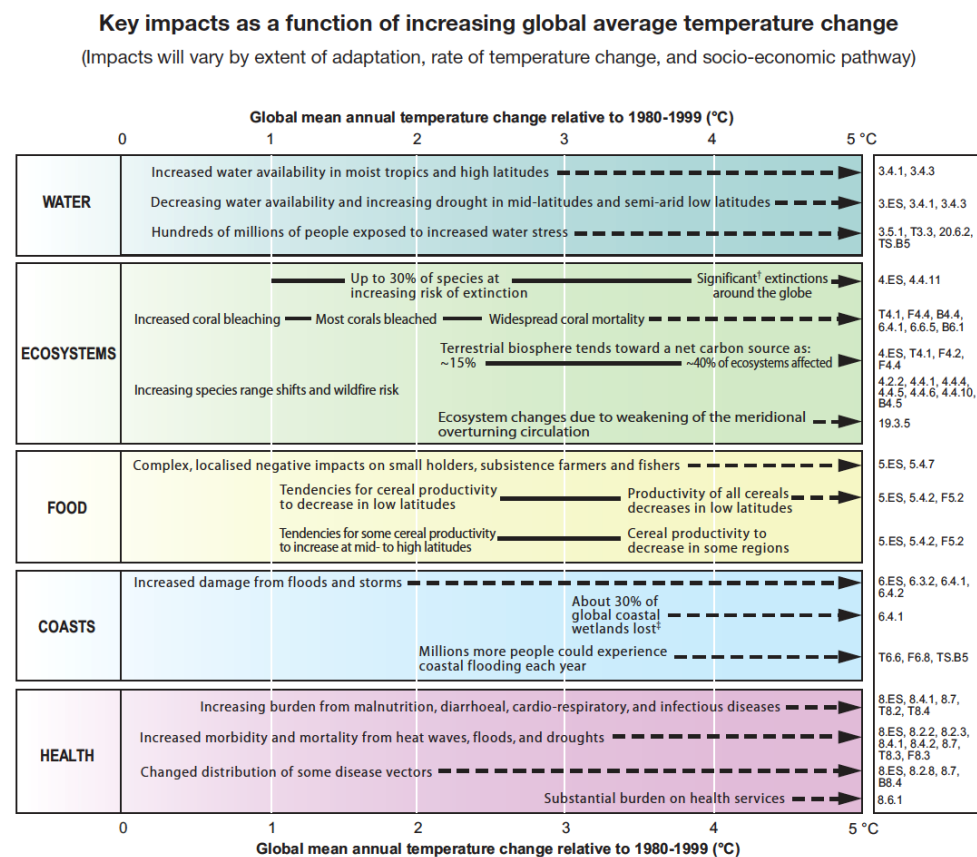 Key impacts as a function of increasing global average temperature change
(Impacts will vary by extent of adaptation, rate of temperature change, and socio-economic pathway)
Global mean annual temperature change relative to 1980-1999 (°C)
0 1 2 3 4 5 °C
WATER
Increased water availability in moist tropics and high latitudes
3.4.1, 3.4.3
Decreasing water availability and increasing drought in mid-latitudes and semi-arid low latitudes
3.ES, 3.4.1, 3.4.3
Hundreds of millions of people exposed to increased water stress
3.5.1, T3.3, 20.6.2,
TS.B5
ECOSYSTEMS
Up to 30% of species at
increasing risk of extinction
Significant† extinctions
around the globe
4.ES, 4.4.11
Increased coral bleaching Most corals bleached Widespread coral mortality
T4.1, F4.4, B4.4,
6.4.1, 6.6.5, B6.1
Terrestrial biosphere tends toward a net carbon source as:
~15% ~40% of ecosystems affected
4.ES, T4.1, F4.2,
F4.4
Increasing species range shifts and wildfire risk
4.2.2, 4.4.1, 4.4.4,
4.4.5, 4.4.6, 4.4.10,
B4.5
Ecosystem changes due to weakening of the meridional
overturning circulation
19.3.5
FOOD
Complex, localised negative impacts on small holders, subsistence farmers and fishers
5.ES, 5.4.7
Tendencies for cereal productivity
to decrease in low latitudes
Productivity of all cereals
decreases in low latitudes
5.ES, 5.4.2, F5.2
Tendencies for some cereal productivity
to increase at mid- to high latitudes
Cereal productivity to
decrease in some regions
5.ES, 5.4.2, F5.2
COASTS
Increased damage from floods and storms
6.ES, 6.3.2, 6.4.1,
6.4.2
About 30% of
global coastal
wetlands lost‡
6.4.1
Millions more people could experience
coastal flooding each year
T6.6, F6.8, TS.B5
HEALTH
Increasing burden from malnutrition, diarrhoeal, cardio-respiratory, and infectious diseases
8.ES, 8.4.1, 8.7,
T8.2, T8.4
Increased morbidity and mortality from heat waves, floods, and droughts
8.ES, 8.2.2, 8.2.3,
8.4.1, 8.4.2, 8.7,
T8.3, F8.3
Changed distribution of some disease vectors
8.ES, 8.2.8, 8.7,
B8.4
Substantial burden on health services
8.6.1
0 1 2 3 4 5 °C
Global mean annual temperature change relative to 1980-1999 (°C)